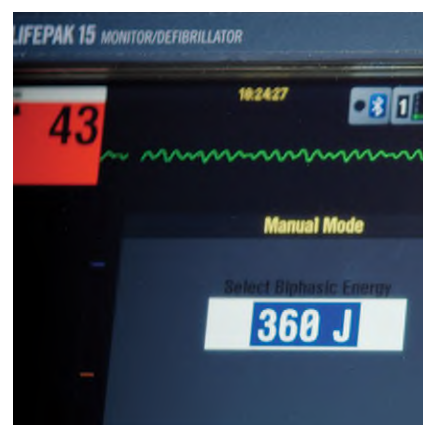 LIFEPAK 15 MONITOR/DEFIBRILLATOR
10:24:27
1
43
Manual Mode
Select Biphasic Energy
360 J